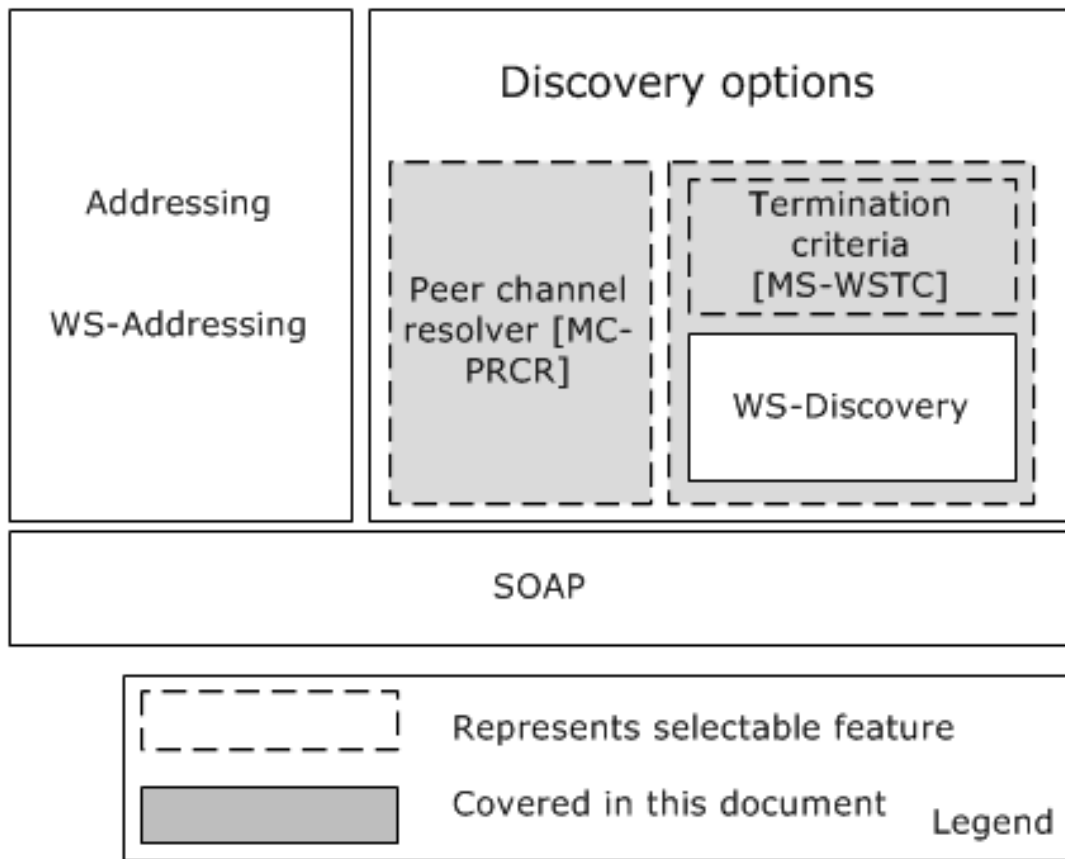 Addressing
WS-Addressing
Discovery options
Peer channel
resolver [MC-
PRCR]
Termination
criteria
[MS-WSTC]
WS-Discovery
SOAP
Represents selectable feature
Covered in this document
Legend